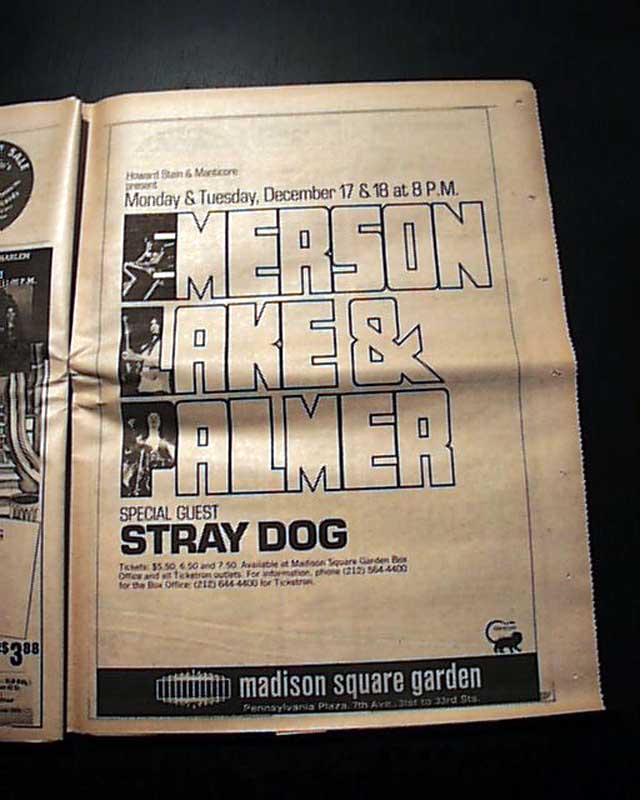 SALE
HARLEM
$3.88
Howard Stein & Manticore
present
Monday & Tuesday, December 17 & 18 at 8 P.M.
EMERSON
LAKE &
PALMER
SPECIAL GUEST
STRAY DOG
Tickets: $5.50, 6.50 and 7.50. Available at Madison Square Garden Box
Office and all Ticketron outlets. For information, phone (212) 564-4400
for the Box Office; (212) 644-4400 for Ticketron.
madison square garden
Pennsylvania Plaza, 7th Ave., 31st to 33rd Sts.